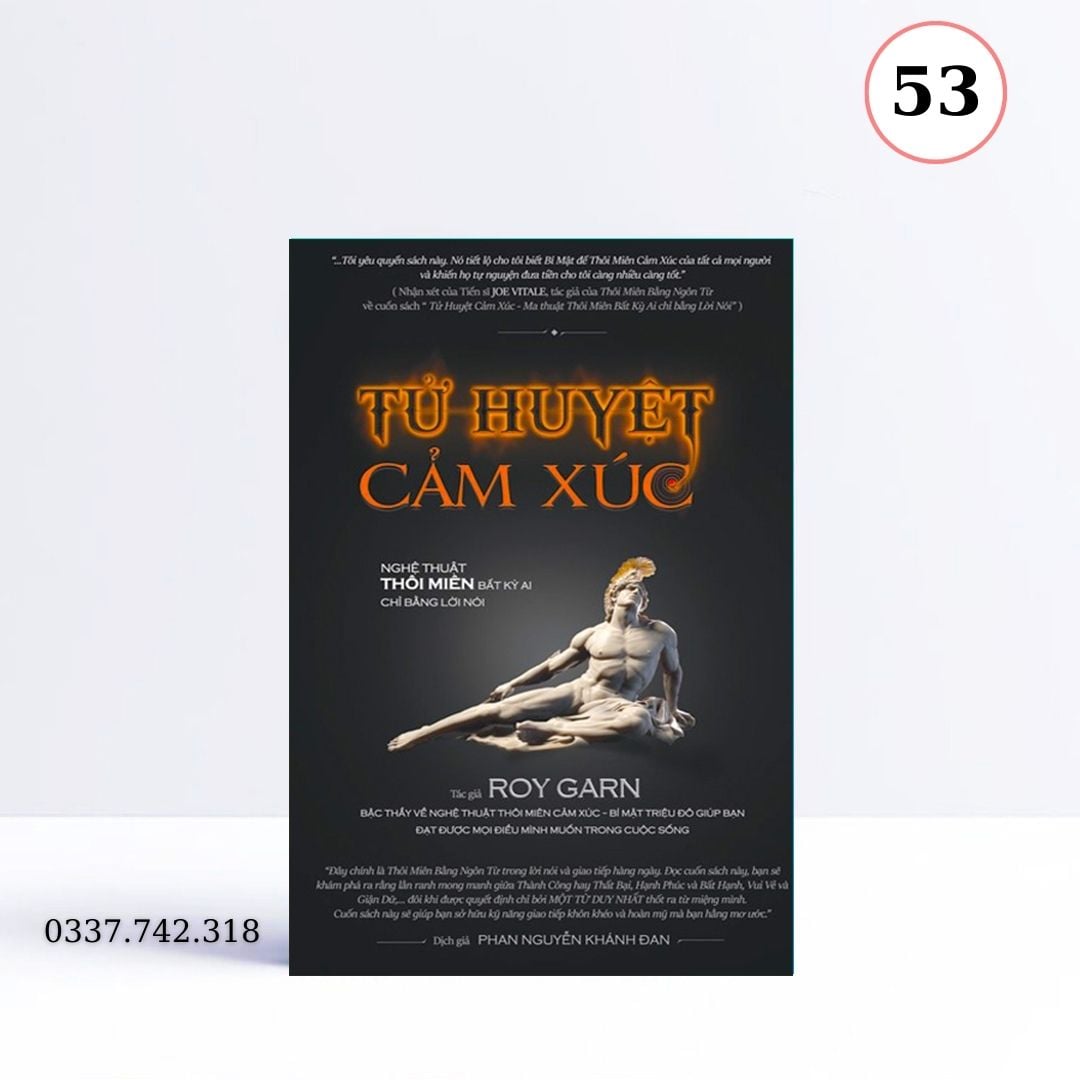 53
"...Tôi yêu quyển sách này. Nó tiết lộ cho tôi biết Bí Mật để Thôi Miên Cảm Xúc của tất cả mọi người
và khiến họ tự nguyện đưa tiền cho tôi càng nhiều càng tốt."
( Nhận xét của Tiến sĩ JOE VITALE, tác giả của Thôi Miên Bằng Ngôn Từ
về cuốn sách " Tử Huyệt Cảm Xúc - Ma thuật Thôi Miên Bất Kỳ Ai chỉ bằng Lời Nói" )
TỬ HUYỆT
CẢM XÚC
NGHỆ THUẬT
THÔI MIÊN BẤT KỲ AI
CHỈ BẰNG LỜI NÓI
Tác giả ROY GARN
BẬC THẦY VỀ NGHỆ THUẬT THÔI MIÊN CẢM XÚC – BÍ MẬT TRIỆU ĐÔ GIÚP BẠN
ĐẠT ĐƯỢC MỌI ĐIỀU MÌNH MUỐN TRONG CUỘC SỐNG
"Đây chính là Thôi Miên Bằng Ngôn Từ trong lời nói và giao tiếp hàng ngày. Đọc cuốn sách này, bạn sẽ
khám phá ra rằng lằn ranh mong manh giữa Thành Công hay Thất Bại, Hạnh Phúc và Bất Hạnh, Vui Vẻ và
Giận Dữ,... đôi khi được quyết định chỉ bởi MỘT TỪ DUY NHẤT thốt ra từ miệng mình.
Cuốn sách này sẽ giúp bạn sở hữu kỹ năng giao tiếp khôn khéo và hoàn mỹ mà bạn hằng mơ ước."
0337.742.318
Dịch giả PHAN NGUYỄN KHÁNH ĐAN